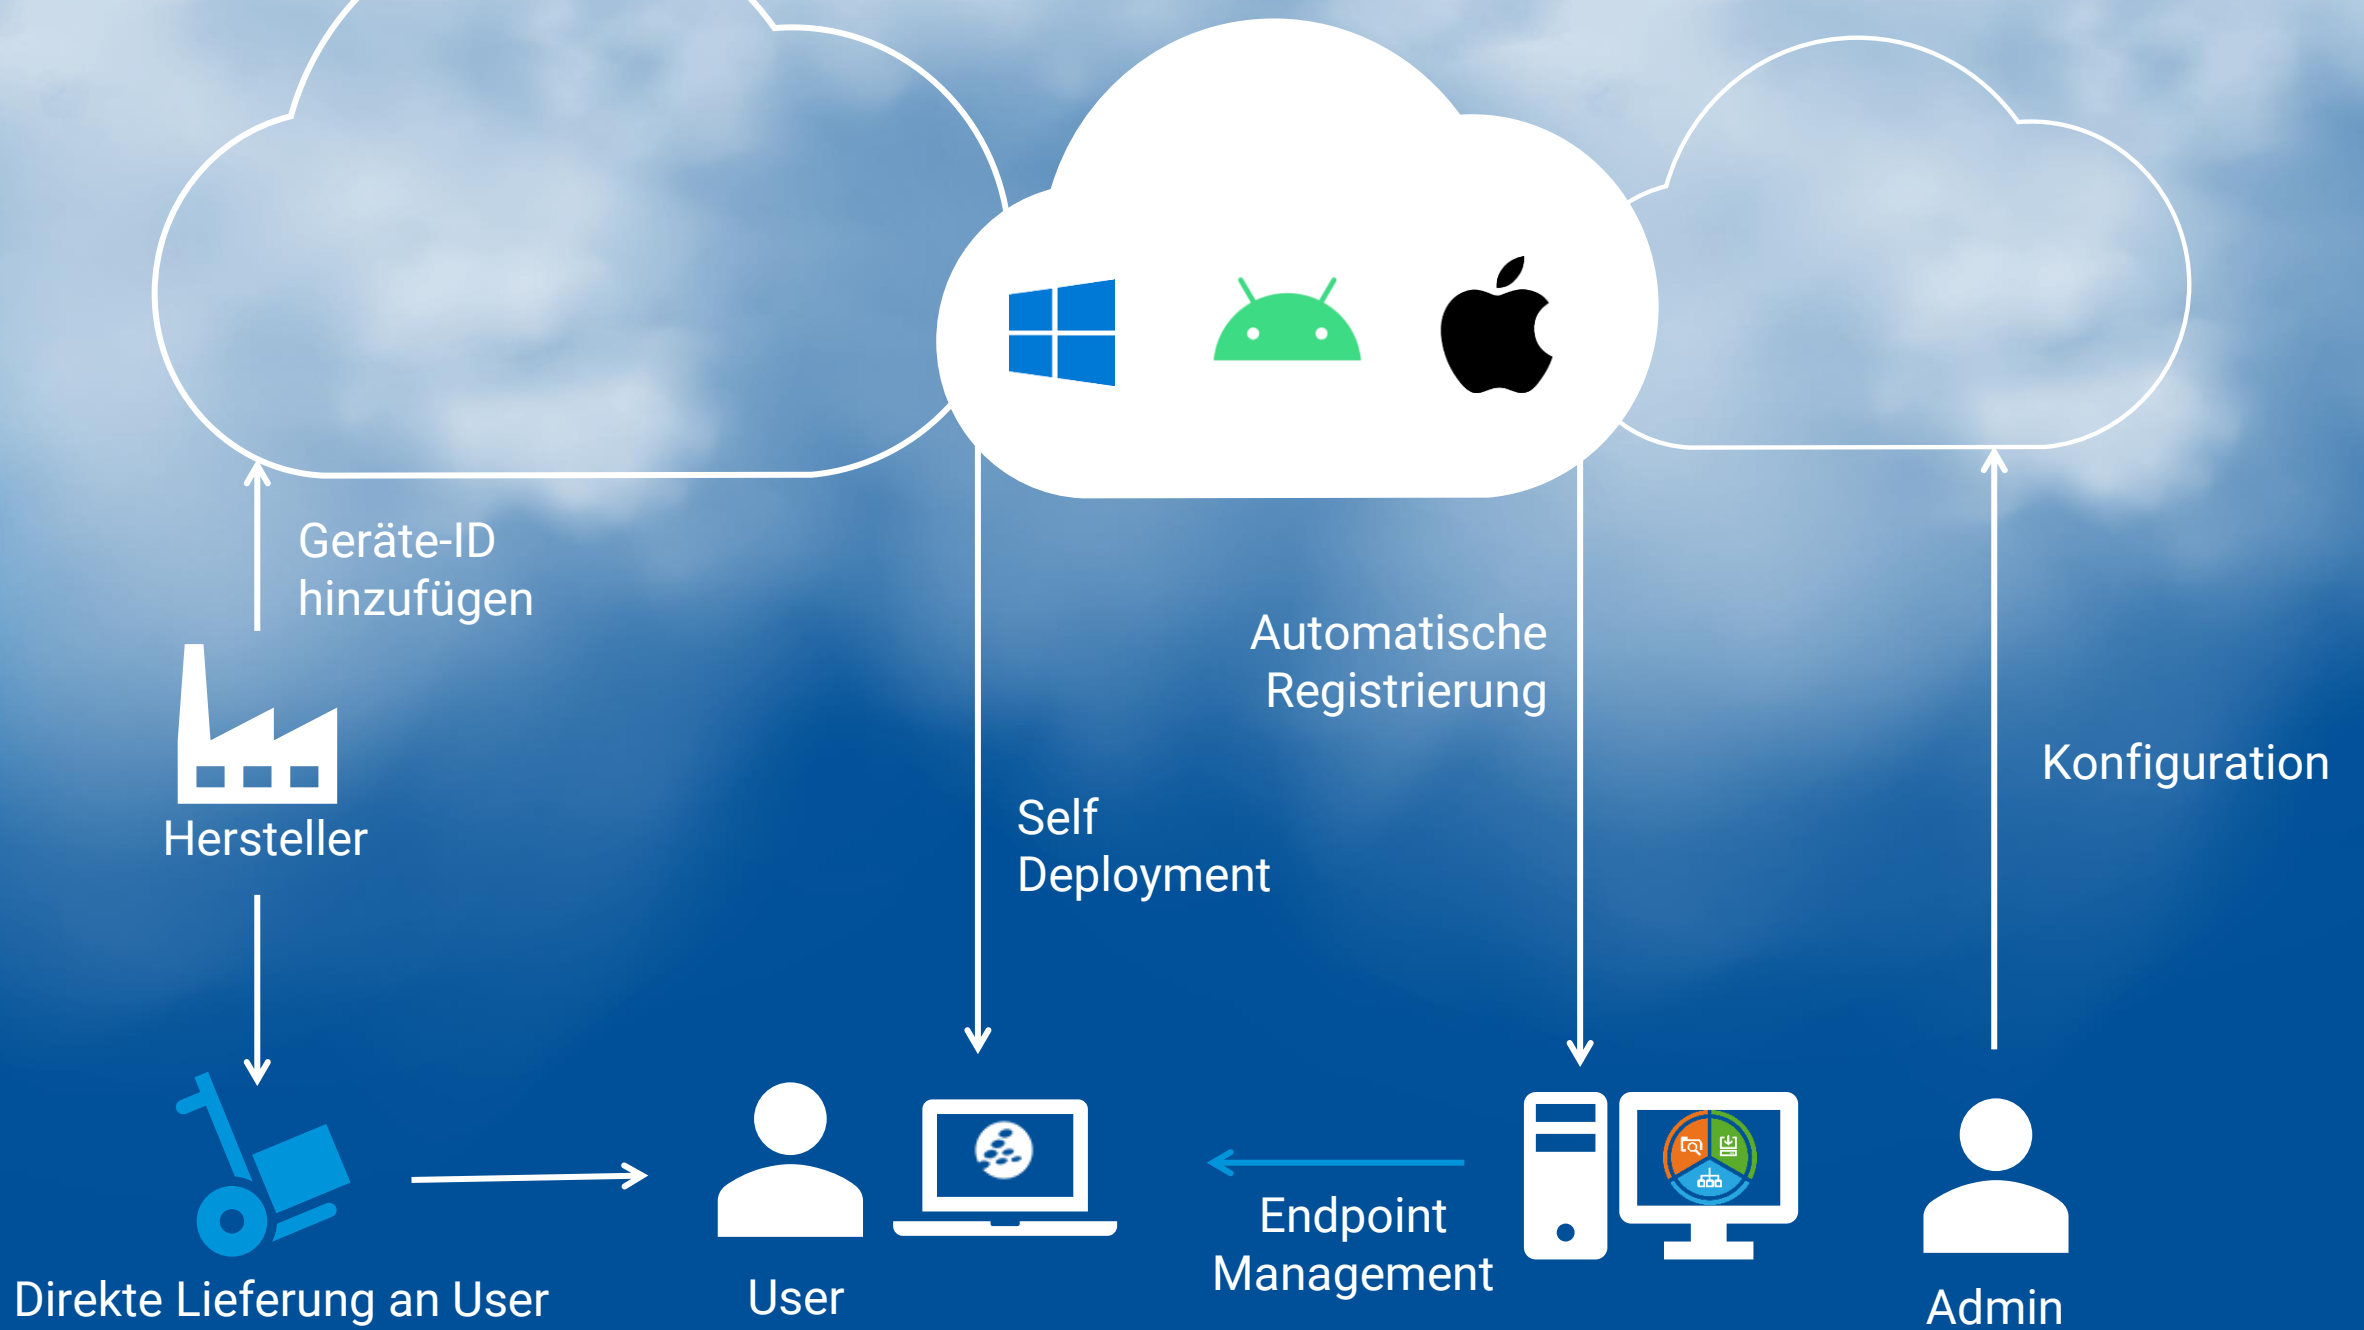 Geräte-ID
hinzufügen
Automatische
Registrierung
Konfiguration
Self
Deployment
Hersteller
Endpoint
Management
Direkte Lieferung an User
User
Admin